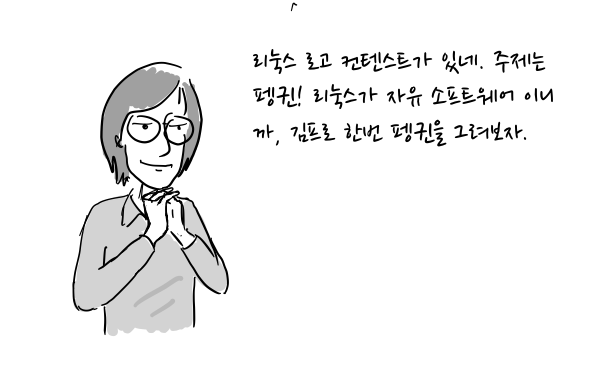 리눅스 로고 컨텐스트가 있네. 주제는
펭귄! 리눅스가 자유 소프트웨어 이니
까, 김프로 한번 펭귄을 그려보자.